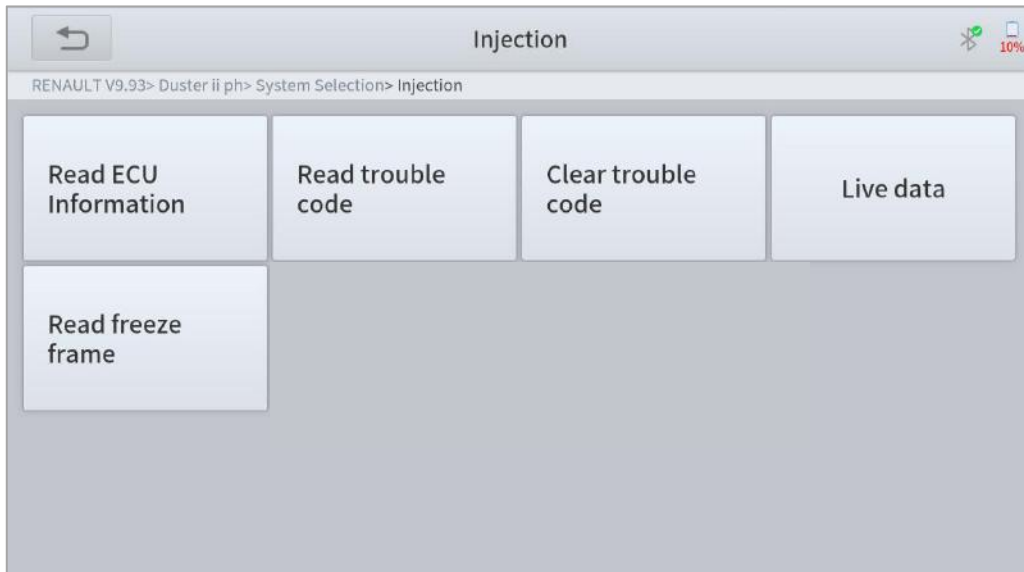 Injection
10%
RENAULT V9.93> Duster ii ph> System Selection> Injection
Read ECU
Information
Read trouble
code
Clear trouble
code
Live data
Read freeze
frame